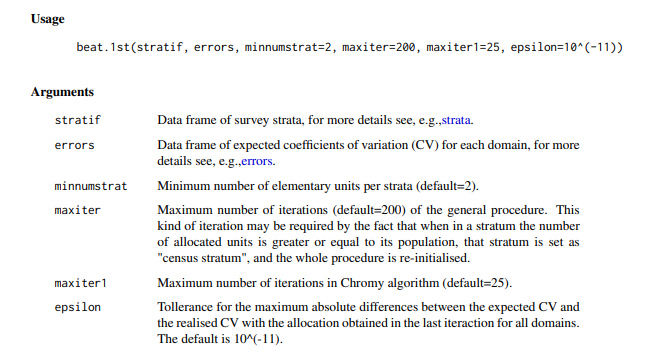 Usage
beat.1st(stratif, errors, minnumstrat=2, maxiter=200, maxiter1=25, epsilon=10^(-11))
Arguments
stratif Data frame of survey strata, for more details see, e.g.,strata.
errors Data frame of expected coefficients of variation (CV) for each domain, for more
details see, e.g.,errors.
minnumstrat Minimum number of elementary units per strata (default=2).
maxiter Maximum number of iterations (default=200) of the general procedure. This
kind of iteration may be required by the fact that when in a stratum the number
of allocated units is greater or equal to its population, that stratum is set as
"census stratum", and the whole procedure is re-initialised.
maxiter1 Maximum number of iterations in Chromy algorithm (default=25).
epsilon Tollerance for the maximum absolute differences between the expected CV and
the realised CV with the allocation obtained in the last iteraction for all domains.
The default is 10^(-11).